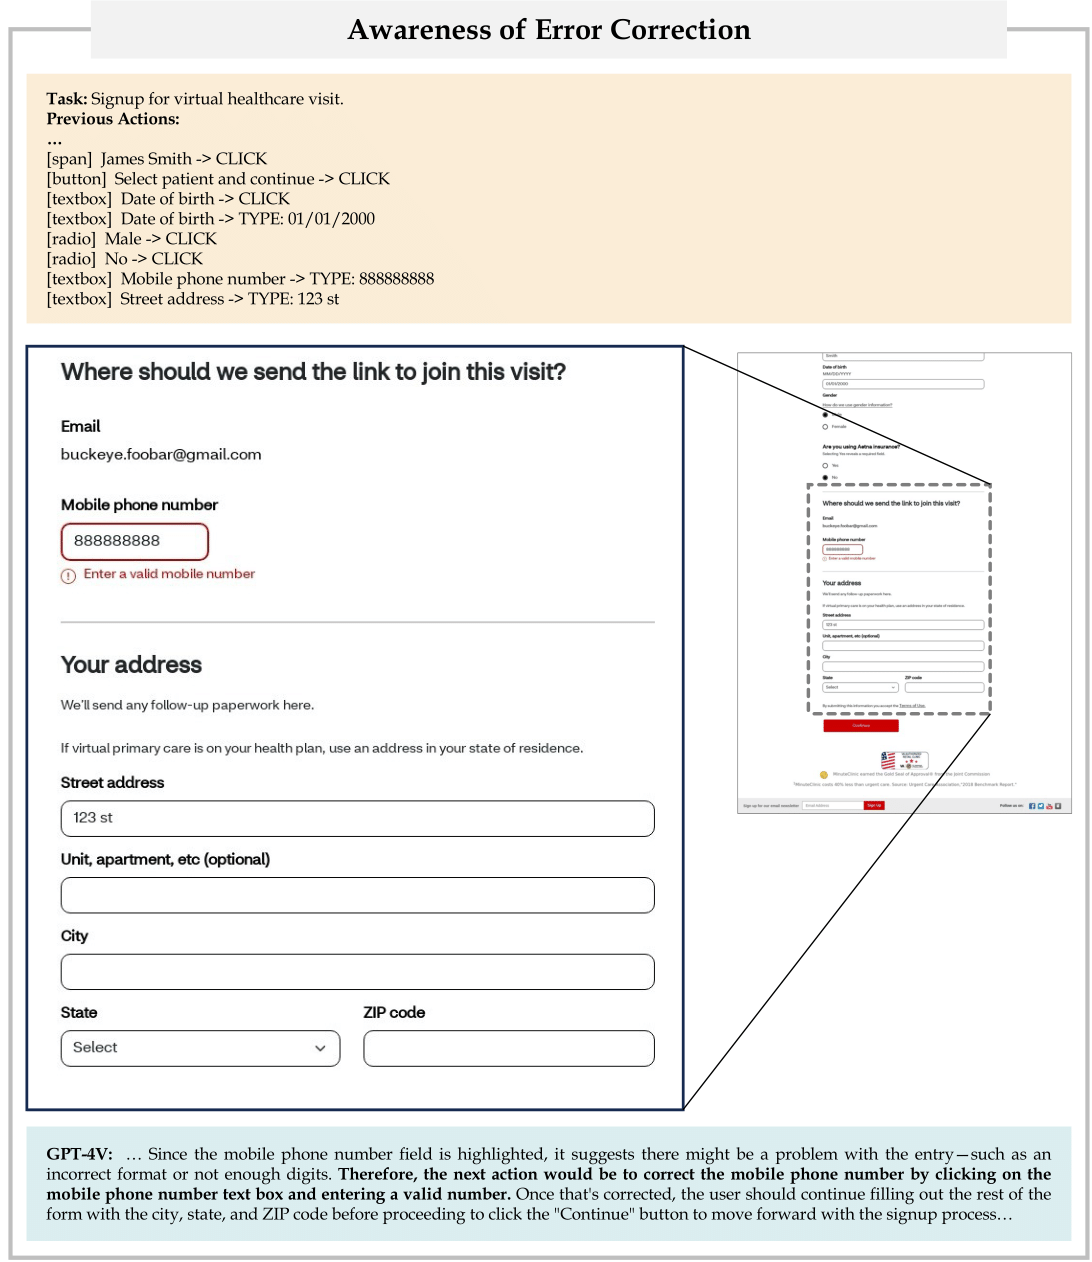 Awareness of Error Correction
Task: Signup for virtual healthcare visit.
Previous Actions:
...
[span]  James Smith -> CLICK
[button]  Select patient and continue -> CLICK
[textbox]  Date of birth -> CLICK
[textbox]  Date of birth -> TYPE: 01/01/2000
[radio]  Male -> CLICK
[radio]  No -> CLICK
[textbox]  Mobile phone number -> TYPE: 888888888
[textbox]  Street address -> TYPE: 123 st
Where should we send the link to join this visit?
Email
buckeye.foobar@gmail.com
Mobile phone number
888888888
Enter a valid mobile number
Your address
We'll send any follow-up paperwork here.
If virtual primary care is on your health plan, use an address in your state of residence.
Street address
123 st
Unit, apartment, etc (optional)
City
State ZIP code
Select
Smith
Date of birth
MM/DD/YYYY
01/01/2000
Gender
How do we use gender information?
Female
Are you using Aetna insurance?
Selecting Yes reveals a required field.
Yes
No
Where should we send the link to join this visit?
Email
buckeye.foobar@gmail.com
Mobile phone number
888888888
Enter a valid mobile number
Your address
We'll send any follow-up paperwork here.
If virtual primary care is on your health plan, use an address in your state of residence.
Street address
123 st
Unit, apartment, etc (optional)
City
State ZIP code
Select
By submitting this information you accept the Terms of Use.
Continue
MinuteClinic earned the Gold Seal of Approval® from the Joint Commission
"MinuteClinic costs 40% less than urgent care. Source: Urgent Care Association,"2016 Benchmark Report."
Sign up for our email newsletter Email Address Sign Up Follow us on:
GPT-4V:  … Since the mobile phone number field is highlighted, it suggests there might be a problem with the entry—such as an
incorrect format or not enough digits. Therefore, the next action would be to correct the mobile phone number by clicking on the
mobile phone number text box and entering a valid number. Once that's corrected, the user should continue filling out the rest of the
form with the city, state, and ZIP code before proceeding to click the "Continue" button to move forward with the signup process…